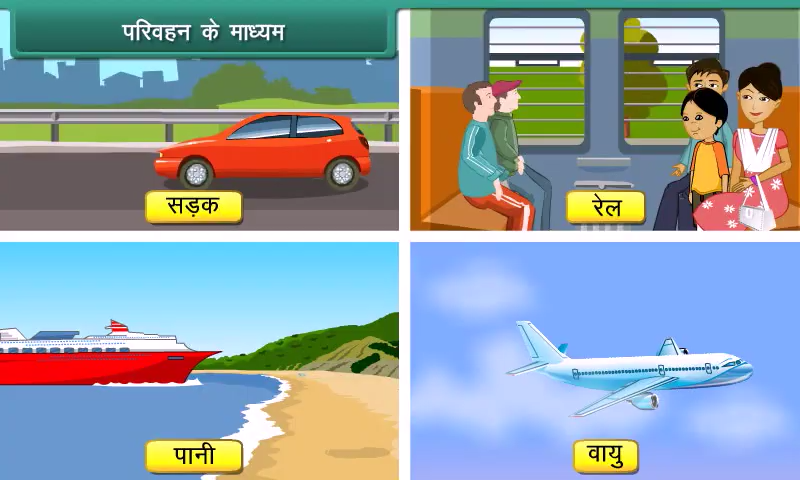 परिवहन के माध्यम
सड़क
रेल
पानी
वायु